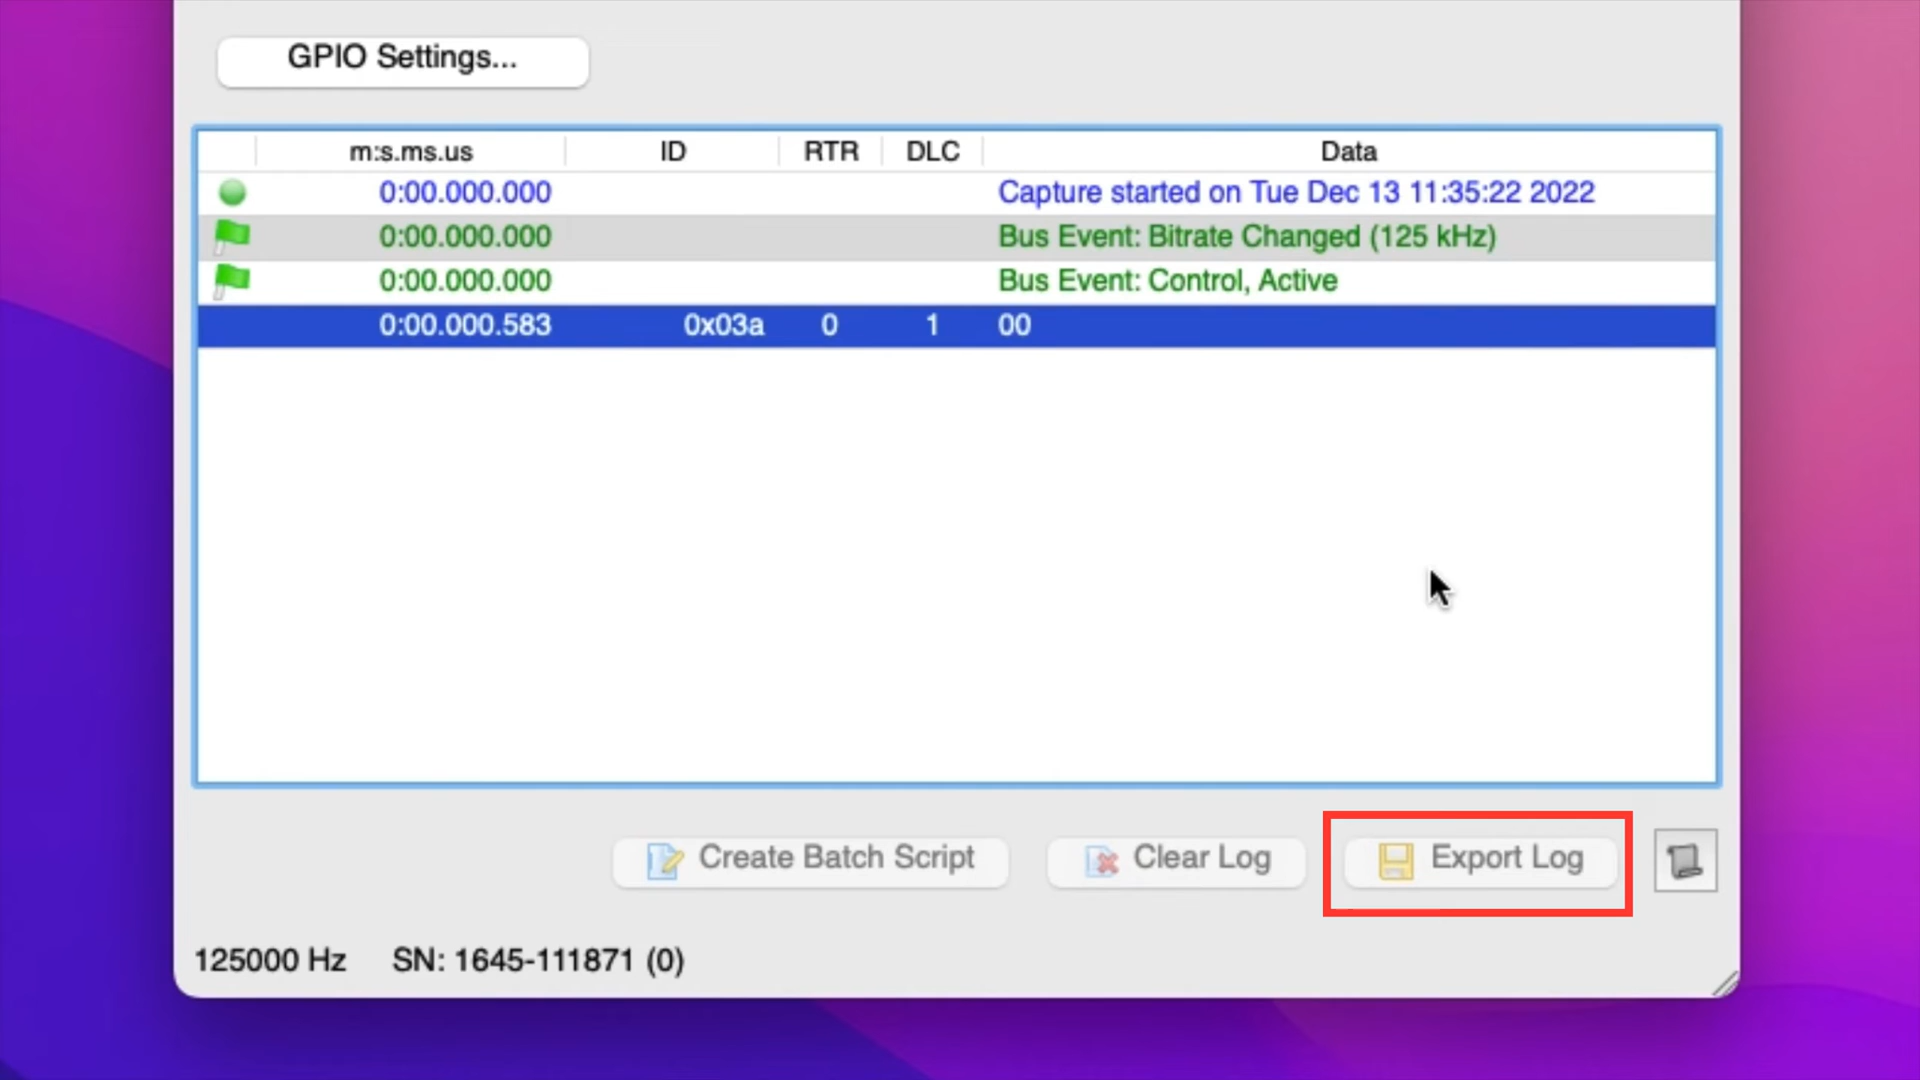 GPIO Settings...
m:s.ms.us ID RTR DLC Data
0:00.000.000 Capture started on Tue Dec 13 11:35:22 2022
0:00.000.000 Bus Event: Bitrate Changed (125 kHz)
0:00.000.000 Bus Event: Control, Active
0:00.000.583 0x03a 0 1 00
Create Batch Script Clear Log Export Log
125000 Hz SN: 1645-111871 (0)